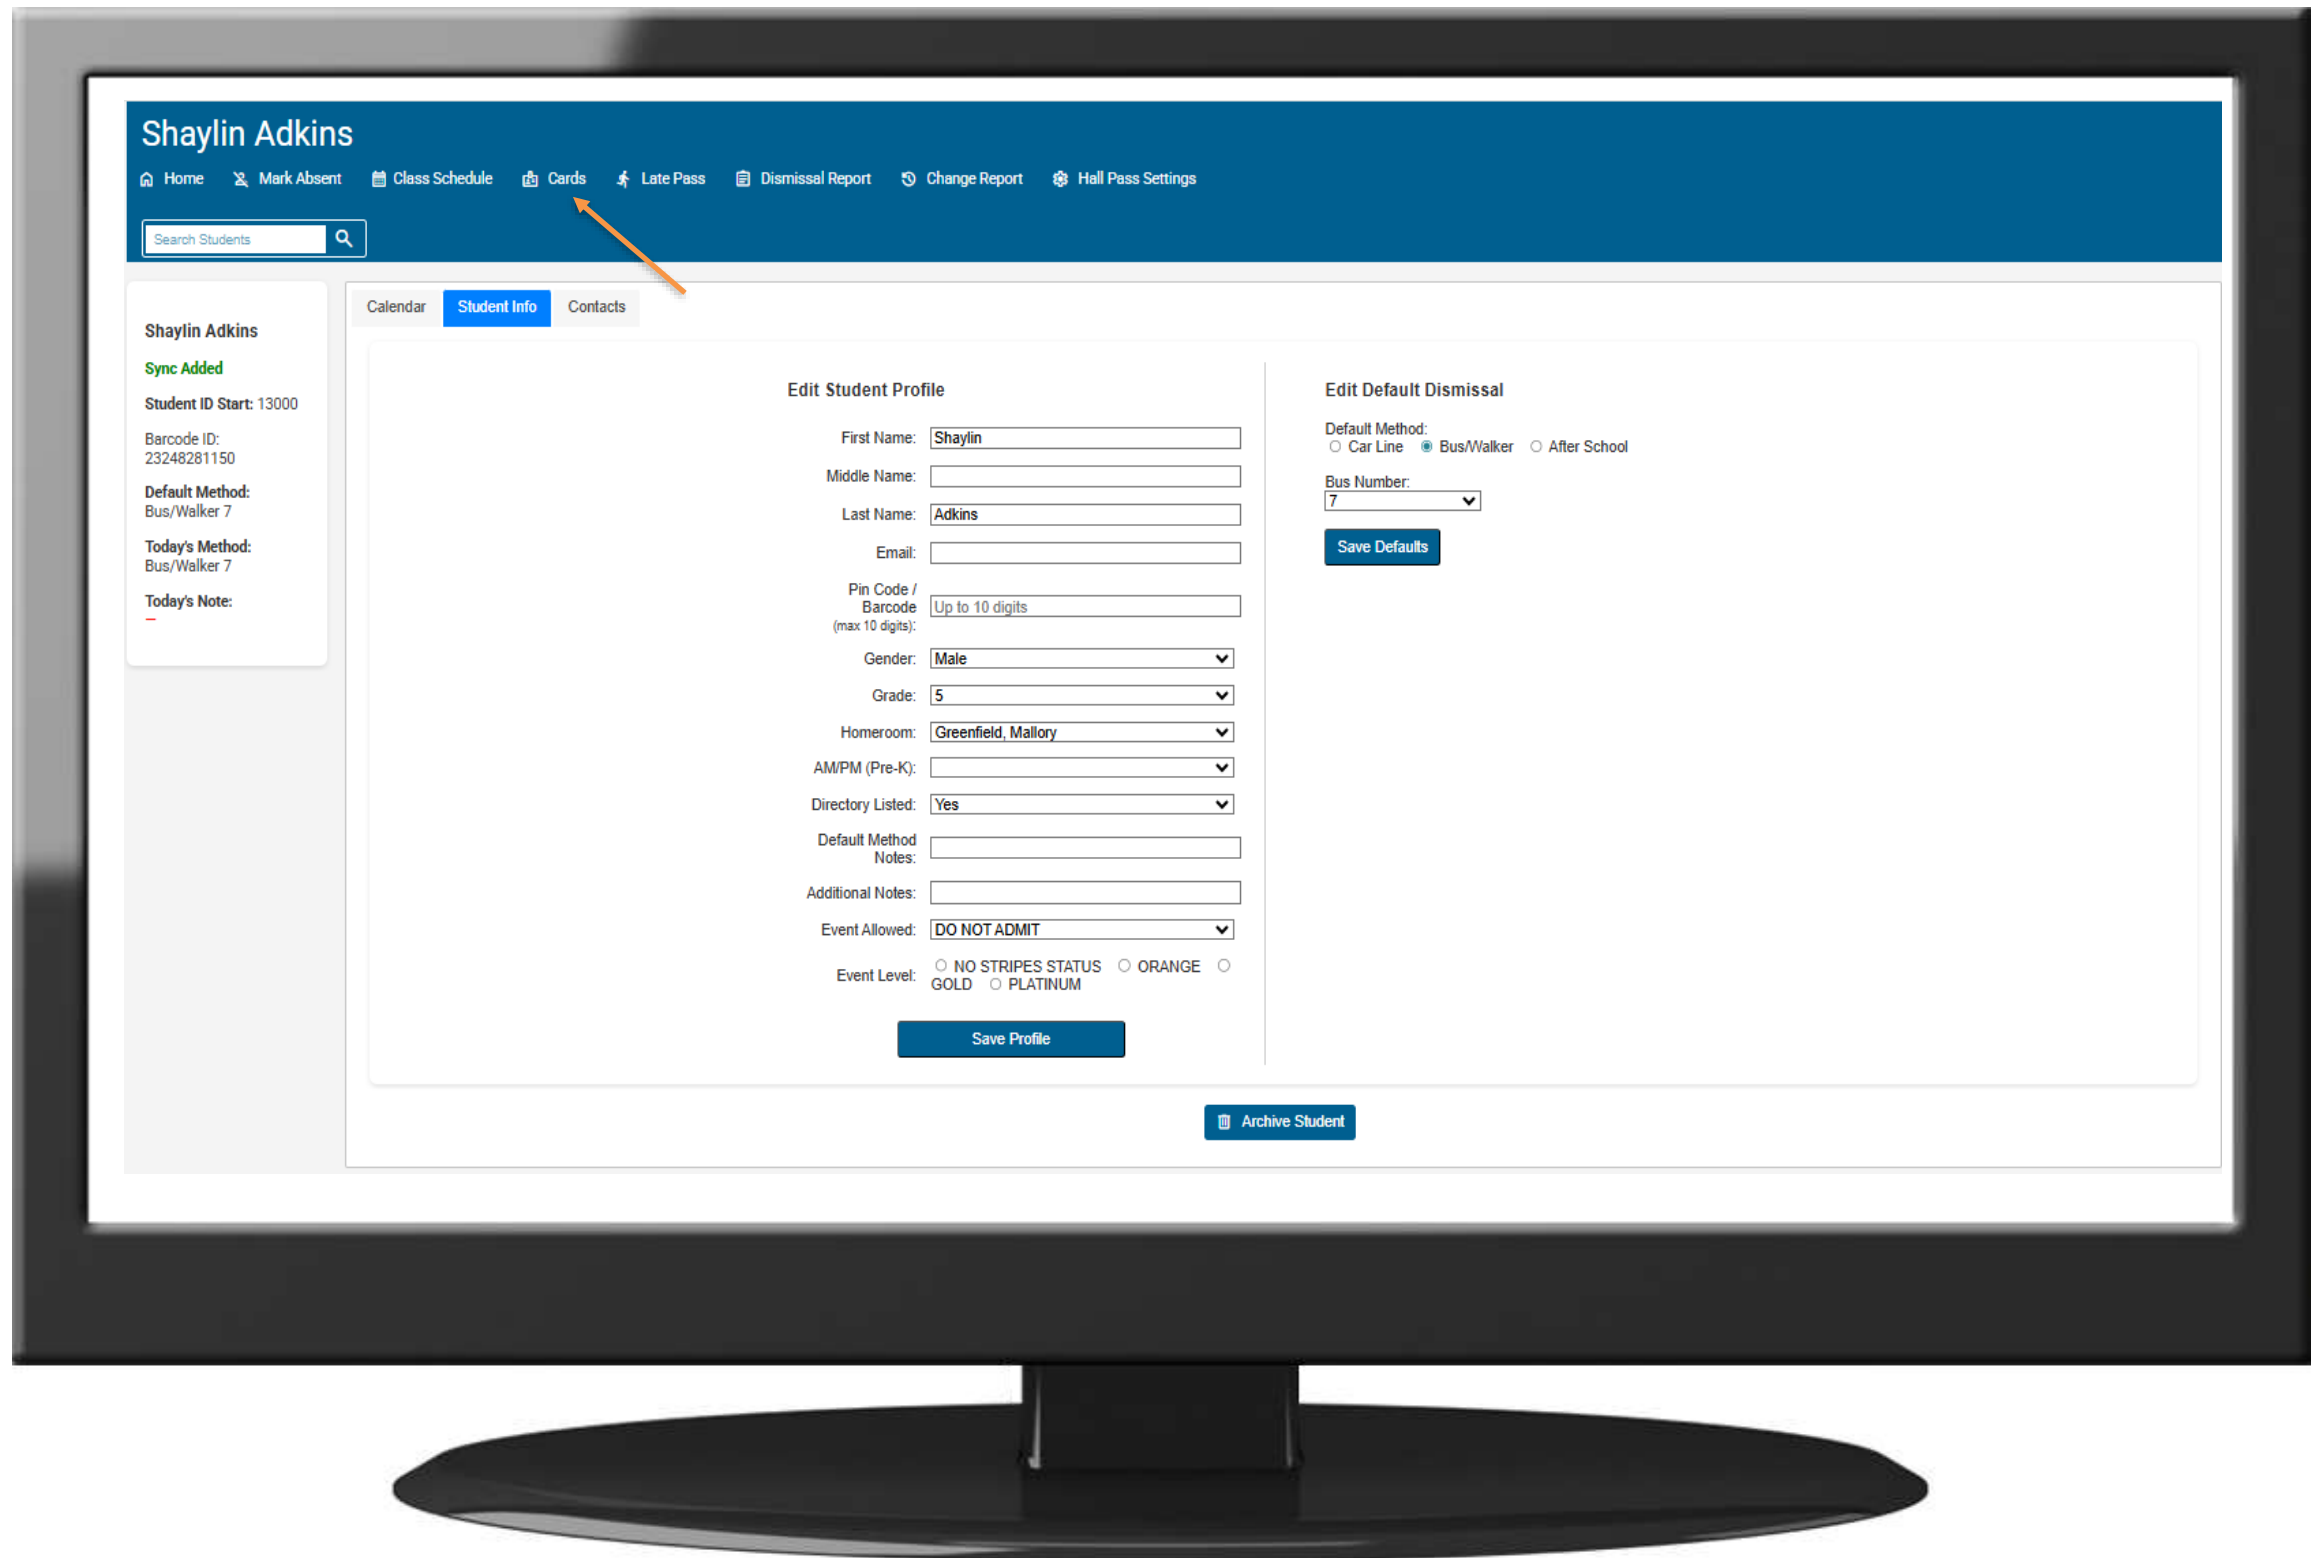 Shaylin Adkins
Home Mark Absent Class Schedule Cards Late Pass Dismissal Report Change Report Hall Pass Settings
Search Students
Shaylin Adkins
Sync Added
Student ID Start: 13000
Barcode ID:
23248281150
Default Method:
Bus/Walker 7
Today's Method:
Bus/Walker 7
Today's Note:
Calendar Student Info Contacts
Edit Student Profile
First Name: Shaylin
Middle Name:
Last Name: Adkins
Email:
Pin Code /
Barcode Up to 10 digits
(max 10 digits):
Gender: Male
Grade: 5
Homeroom: Greenfield, Mallory
AM/PM (Pre-K):
Directory Listed: Yes
Default Method
Notes:
Additional Notes:
Event Allowed: DO NOT ADMIT
Event Level: NO STRIPES STATUS ORANGE
GOLD PLATINUM
Save Profile
Edit Default Dismissal
Default Method:
Car Line Bus/Walker After School
Bus Number:
7
Save Defaults
Archive Student